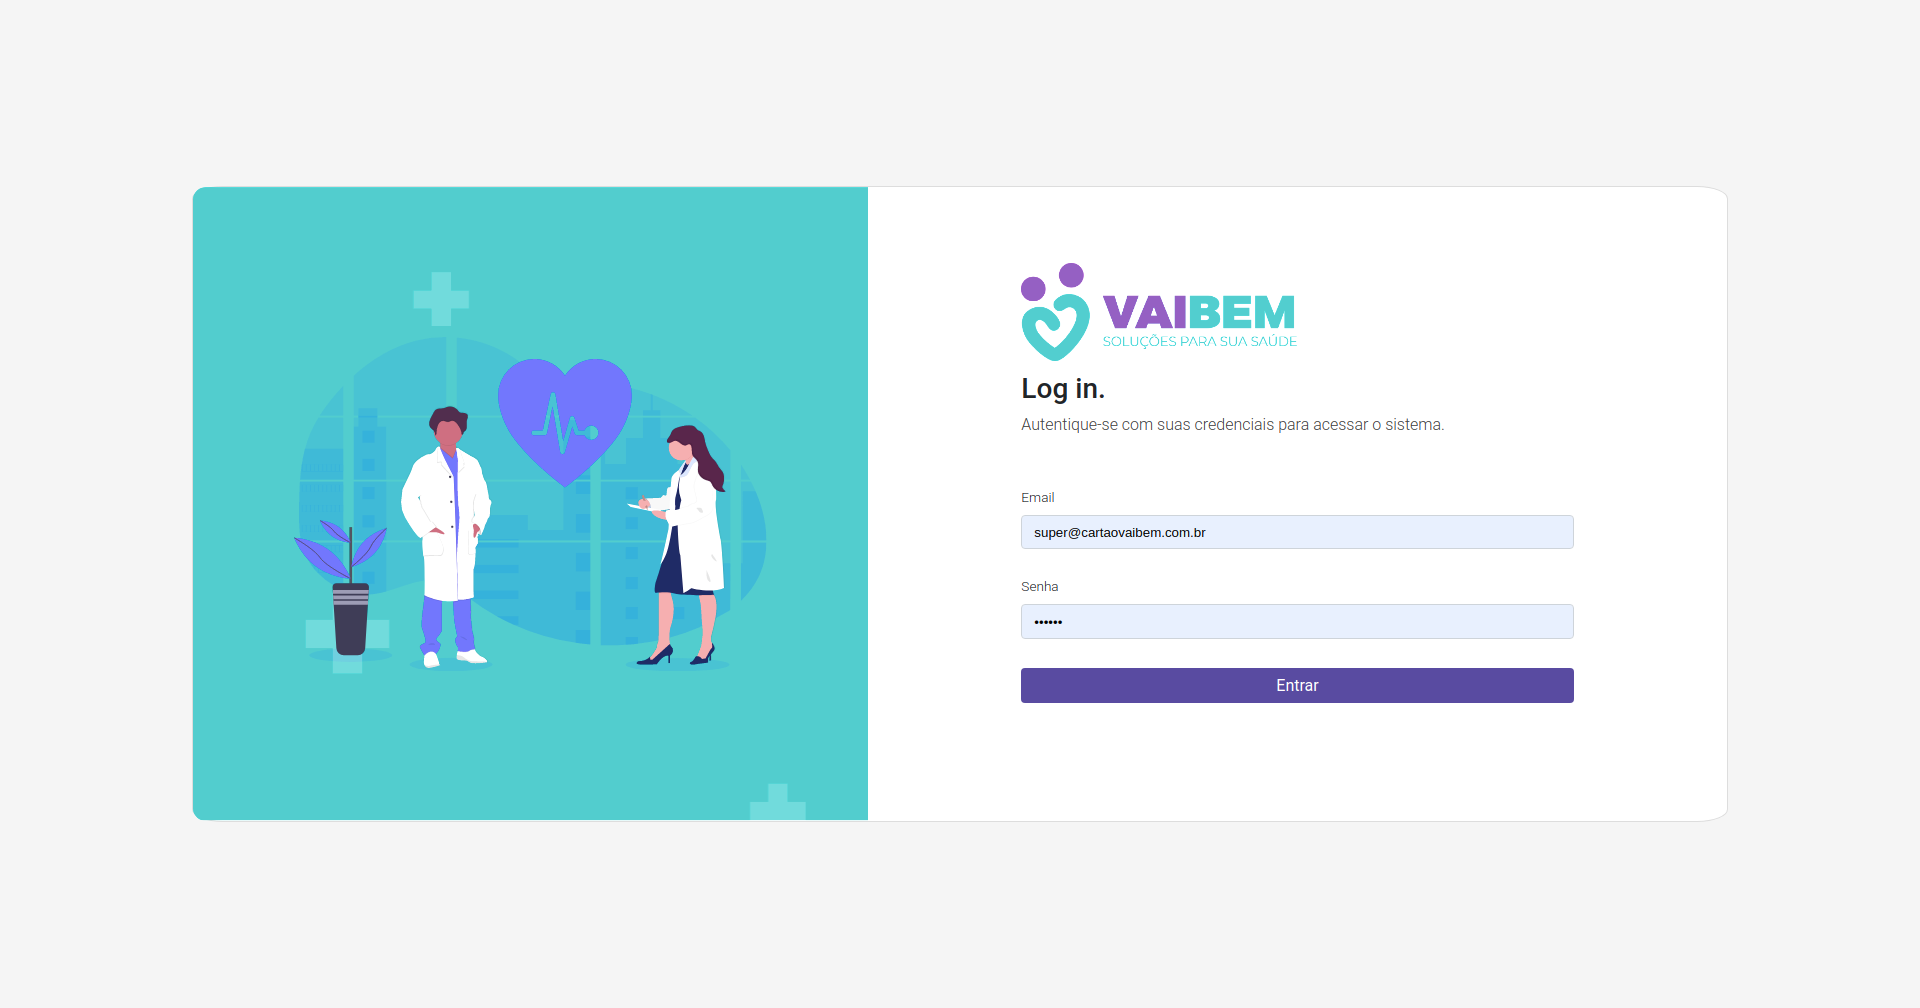 VAIBEM
SOLUÇÕES PARA SUA SAÚDE
Log in.
Autentique-se com suas credenciais para acessar o sistema.
Email
super@cartaovaibem.com.br
Senha
••••••
Entrar